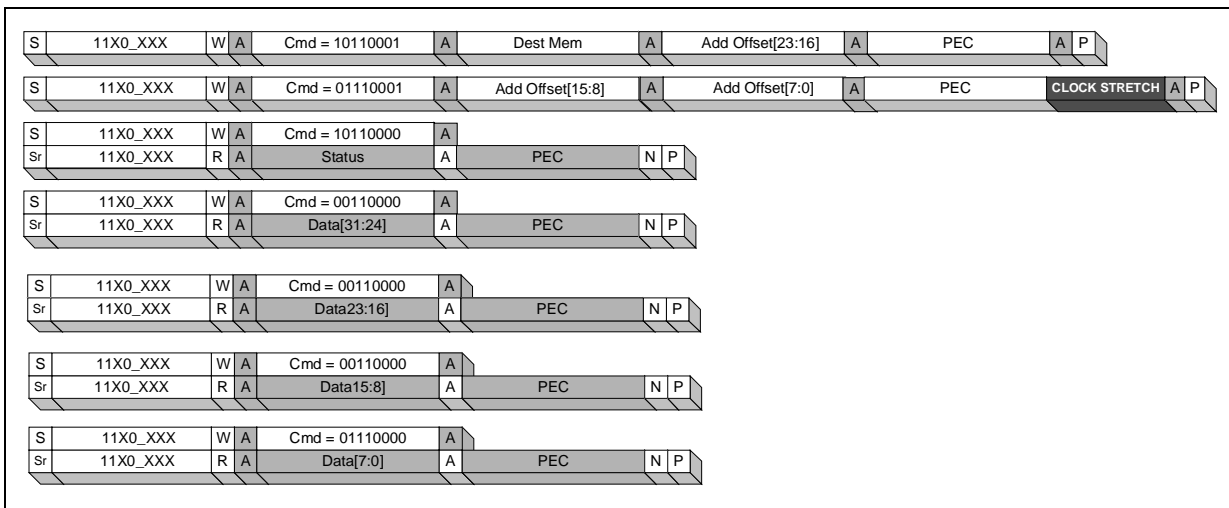 S 11X0_XXX W A Cmd = 10110001 A Dest Mem A Add Offset[23:16] A PEC A P
S 11X0_XXX W A Cmd = 01110001 A Add Offset[15:8] A Add Offset[7:0] A PEC CLOCK STRETCH A P
S 11X0_XXX W A Cmd = 10110000 A
Sr 11X0_XXX R A Status A PEC N P
S 11X0_XXX W A Cmd = 00110000 A
Sr 11X0_XXX R A Data[31:24] A PEC N P
S 11X0_XXX W A Cmd = 00110000 A
Sr 11X0_XXX R A Data23:16] A PEC N P
S 11X0_XXX W A Cmd = 00110000 A
Sr 11X0_XXX R A Data15:8] A PEC N P
S 11X0_XXX W A Cmd = 01110000 A
Sr 11X0_XXX R A Data[7:0] A PEC N P